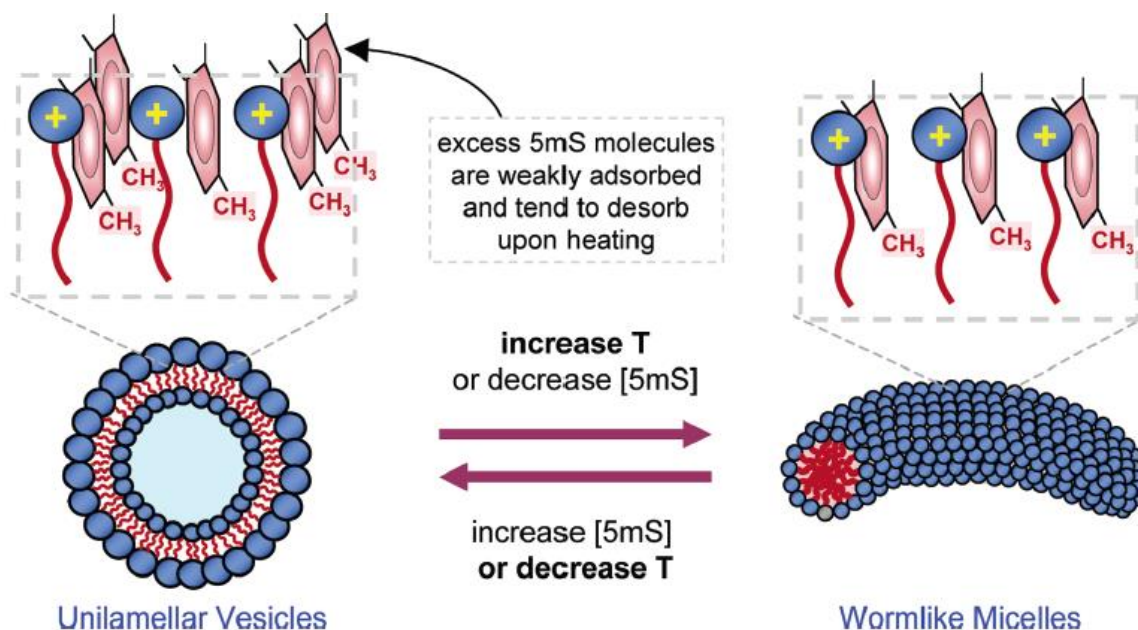 +
+
+
CH3
CH3
CH3
CH3
CH3
excess 5mS molecules
are weakly adsorbed
and tend to desorb
upon heating
+
+
+
CH3
CH3
CH3
increase T
or decrease [5mS]
increase [5mS]
or decrease T
Unilamellar Vesicles
Wormlike Micelles